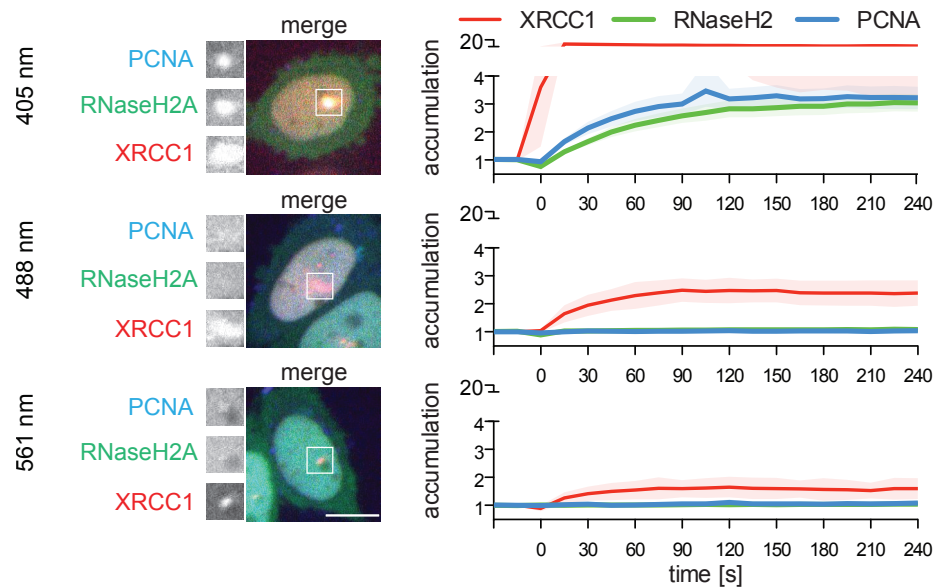 XRCC1 RNaseH2 PCNA
405 nm
merge
PCNA
RNaseH2A
XRCC1
accumulation
20
4
3
2
1
0 30 60 90 120 150 180 210 240
488 nm
merge
PCNA
RNaseH2A
XRCC1
accumulation
20
4
3
2
1
0 30 60 90 120 150 180 210 240
561 nm
merge
PCNA
RNaseH2A
XRCC1
accumulation
20
4
3
2
1
0 30 60 90 120 150 180 210 240
time [s]